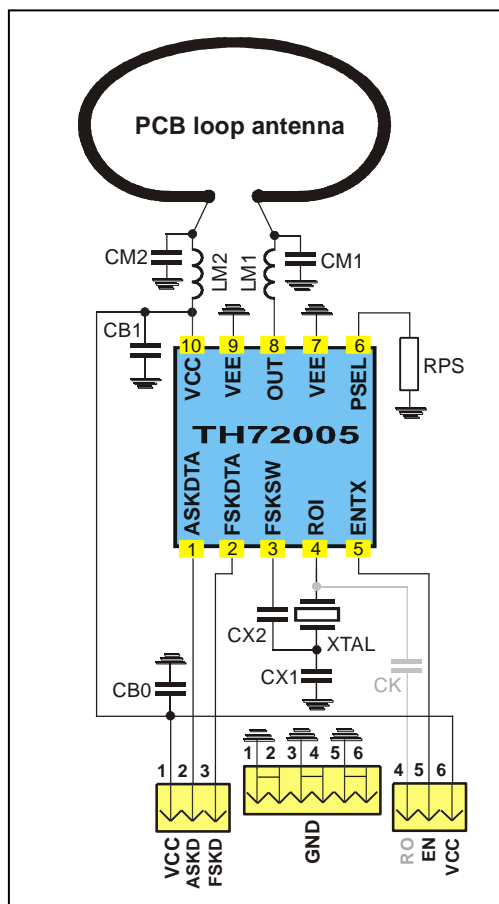 PCB loop antenna
CM2
LM2
LM1
CM1
CB1
10 9 8 7 6
VCC VEE OUT VEE PSEL
RPS
TH72005
ASKDTA FSKDTA FSKSW ROI ENTX
1 2 3 4 5
CX2
XTAL
CX1
CK
CB0
1 2 3
1 2 3 4 5 6
4 5 6
VCC ASKD FSKD
GND
RO EN VCC